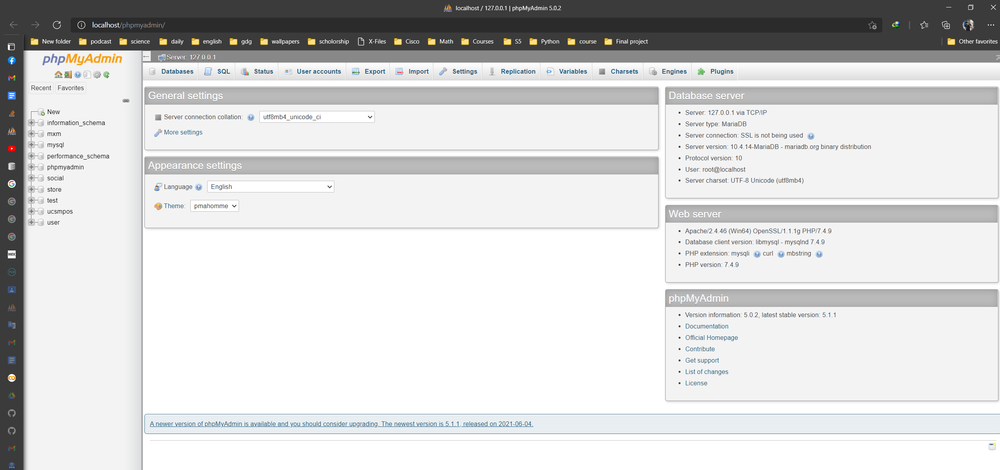 localhost / 127.0.0.1 | phpMyAdmin 5.0.2
localhost/phpmyadmin/
New folder podcast science daily english gdg wallpapers scholorship X-Files Cisco Math Courses S5 Python course Final project Other favorites
phpMyAdmin
Recent Favorites
New
information_schema
mxm
mysql
performance_schema
phpmyadmin
social
store
test
ucsmpos
user
WIX
FLD
Server: 127.0.0.1
Databases SQL Status User accounts Export Import Settings Replication Variables Charsets Engines Plugins
General settings
Server connection collation: utf8mb4_unicode_ci
More settings
Appearance settings
Language English
Theme: pmahomme
Database server
Server: 127.0.0.1 via TCP/IP
Server type: MariaDB
Server connection: SSL is not being used
Server version: 10.4.14-MariaDB - mariadb.org binary distribution
Protocol version: 10
User: root@localhost
Server charset: UTF-8 Unicode (utf8mb4)
Web server
Apache/2.4.46 (Win64) OpenSSL/1.1.1g PHP/7.4.9
Database client version: libmysql - mysqlnd 7.4.9
PHP extension: mysqli curl mbstring
PHP version: 7.4.9
phpMyAdmin
Version information: 5.0.2, latest stable version: 5.1.1
Documentation
Official Homepage
Contribute
Get support
List of changes
License
A newer version of phpMyAdmin is available and you should consider upgrading. The newest version is 5.1.1, released on 2021-06-04.